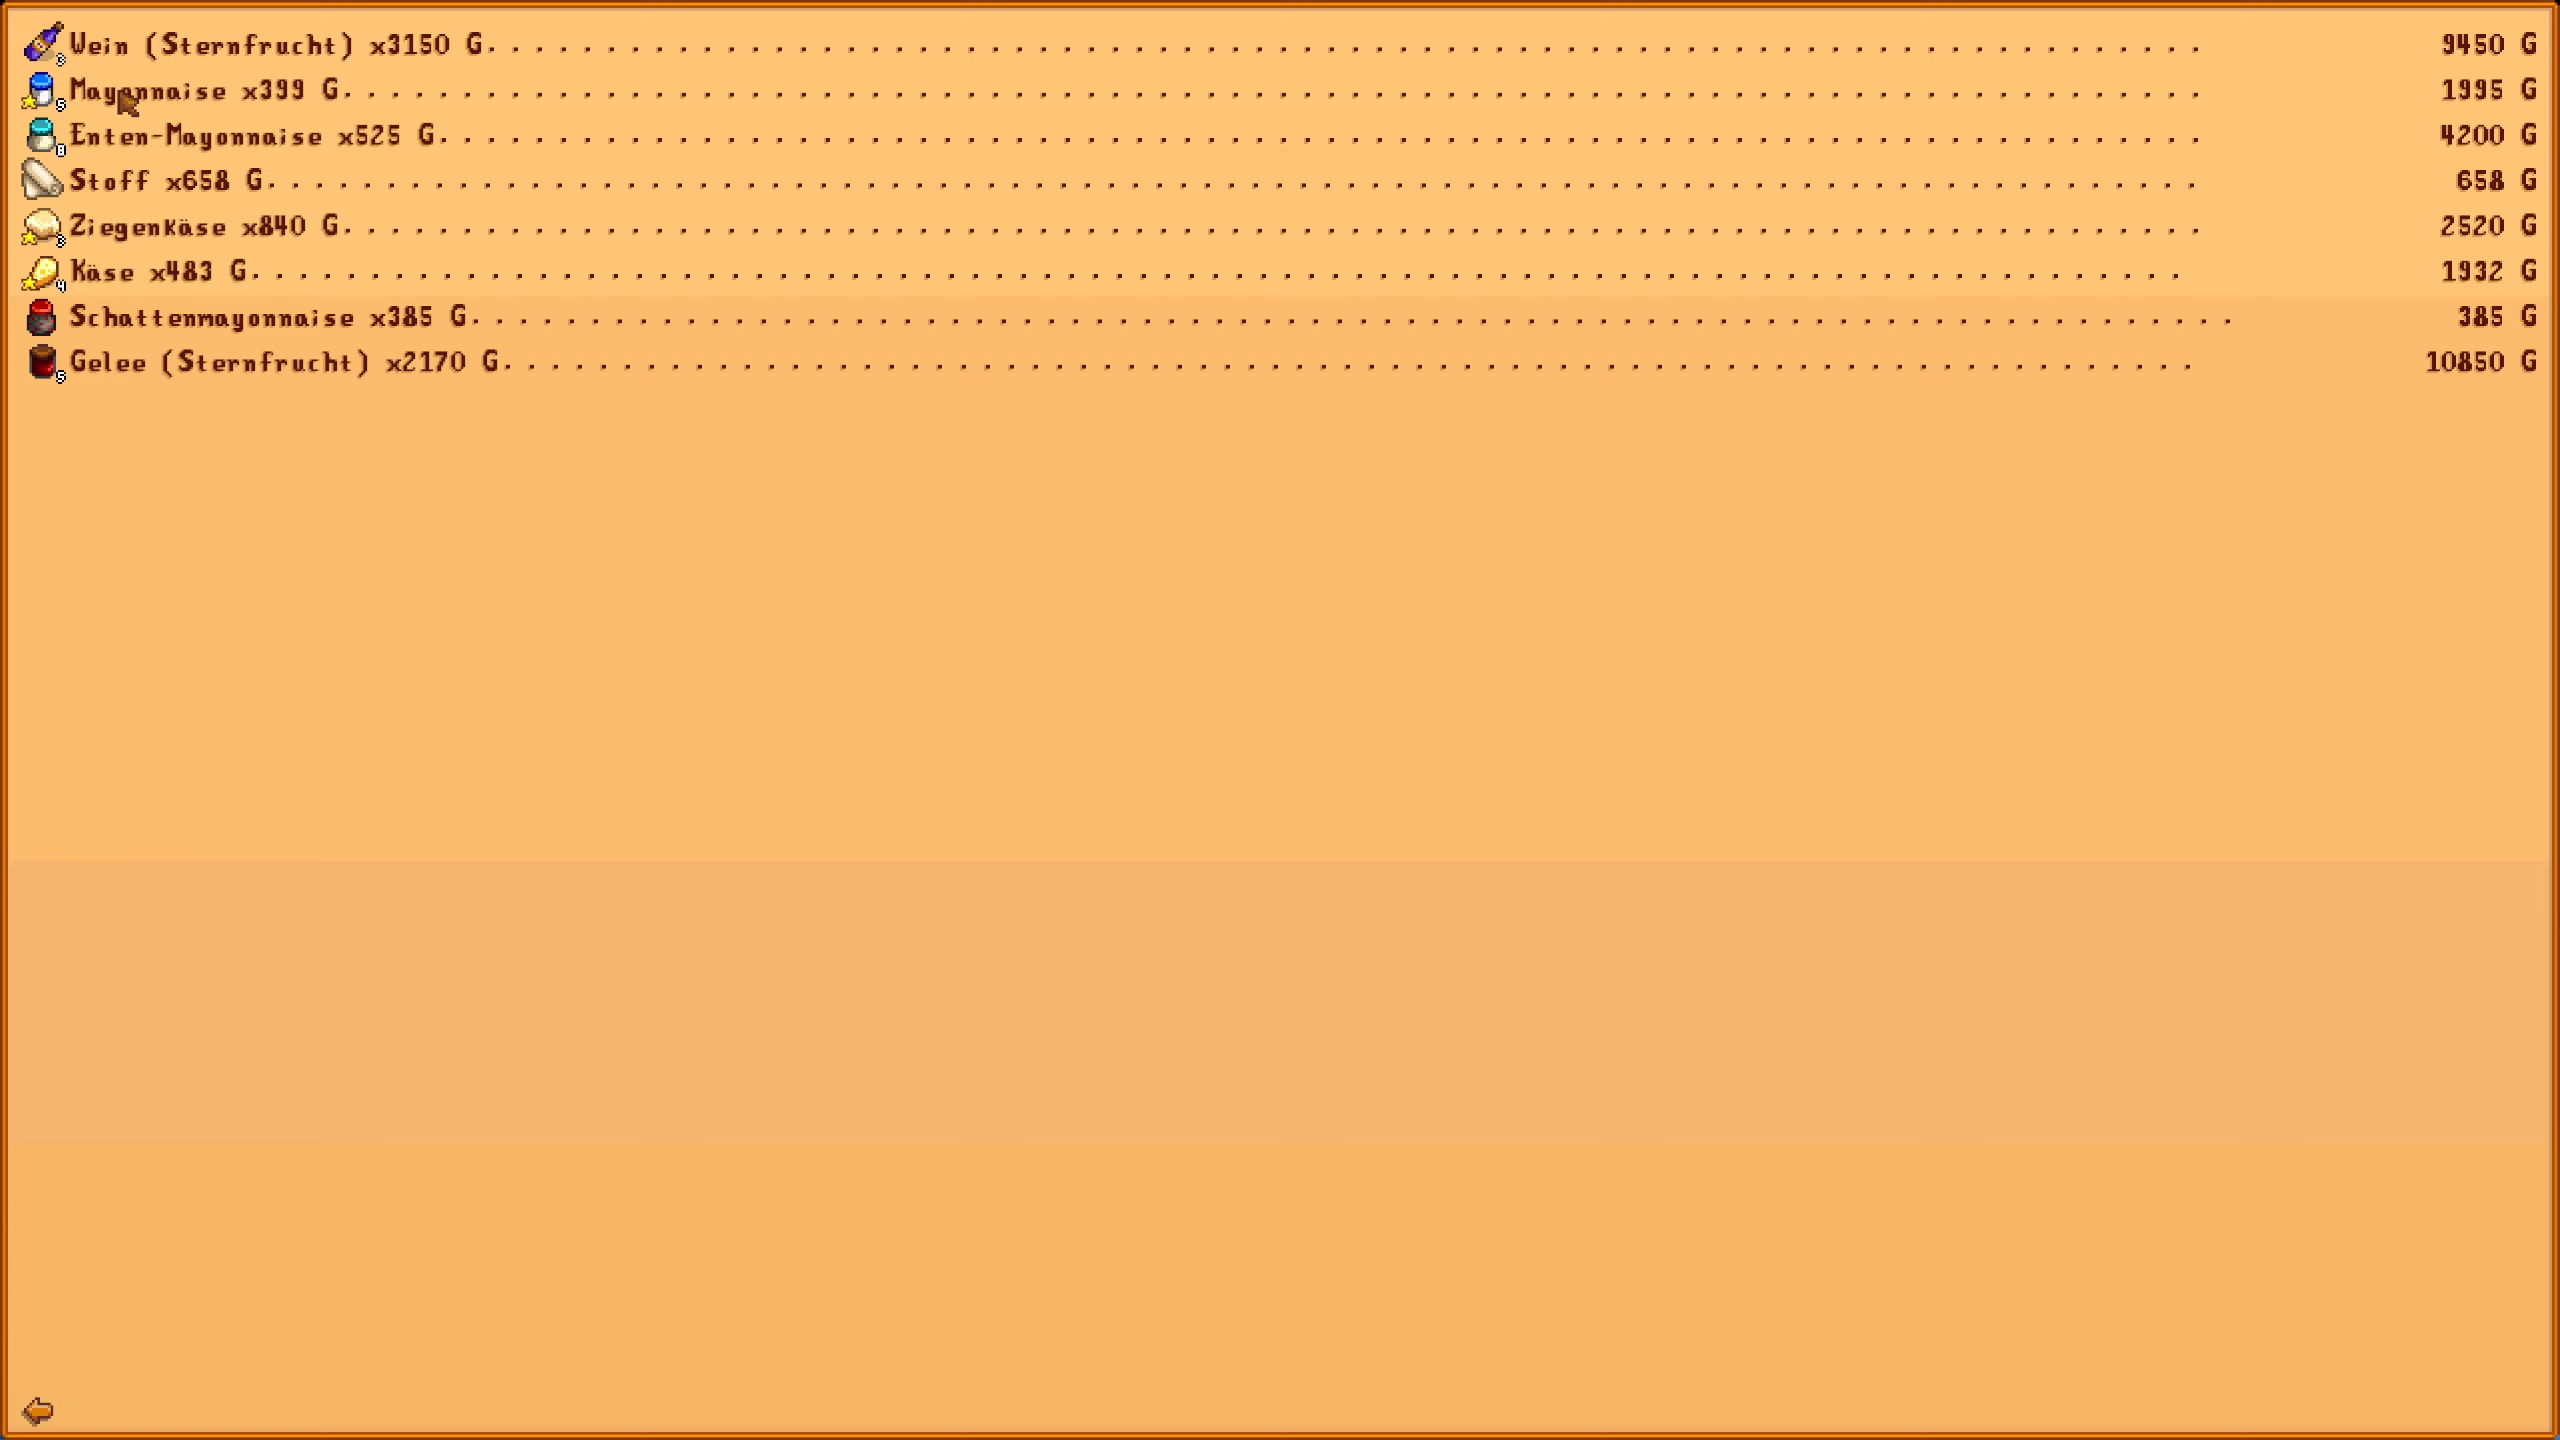 Wein (Sternfrucht) x3150 G. . . . . . . . . . . . . . . . . . . . . . . . . . . . . . . . . . . . . . . . . . . . . . . . . . . . . . . . . . . . . . . . . . . . . . . 9450 G
Mayonnaise x399 G. . . . . . . . . . . . . . . . . . . . . . . . . . . . . . . . . . . . . . . . . . . . . . . . . . . . . . . . . . . . . . . . . . . . . . . . . . . . . 1995 G
Enten-Mayonnaise x525 G. . . . . . . . . . . . . . . . . . . . . . . . . . . . . . . . . . . . . . . . . . . . . . . . . . . . . . . . . . . . . . . . . . . . . . . . . 4200 G
Stoff x658 G. . . . . . . . . . . . . . . . . . . . . . . . . . . . . . . . . . . . . . . . . . . . . . . . . . . . . . . . . . . . . . . . . . . . . . . . . . . . . . . . 658 G
Ziegenkäse x840 G. . . . . . . . . . . . . . . . . . . . . . . . . . . . . . . . . . . . . . . . . . . . . . . . . . . . . . . . . . . . . . . . . . . . . . . . . . . . . 2520 G
Käse x483 G. . . . . . . . . . . . . . . . . . . . . . . . . . . . . . . . . . . . . . . . . . . . . . . . . . . . . . . . . . . . . . . . . . . . . . . . . . . . . . . . 1932 G
Schattenmayonnaise x385 G. . . . . . . . . . . . . . . . . . . . . . . . . . . . . . . . . . . . . . . . . . . . . . . . . . . . . . . . . . . . . . . . . . . . . . . . . 385 G
Gelee (Sternfrucht) x2170 G. . . . . . . . . . . . . . . . . . . . . . . . . . . . . . . . . . . . . . . . . . . . . . . . . . . . . . . . . . . . . . . . . . . . . . 10850 G